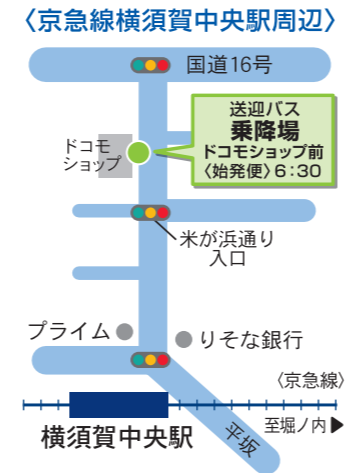 〈京急線横須賀中央駅周辺〉
国道16号
送迎バス
乗降場
ドコモショップ前
〈始発便〉6：30
ドコモ
ショップ
米が浜通り
入口
プライム
りそな銀行
〈京急線〉
至堀ノ内▶
横須賀中央駅
平坂